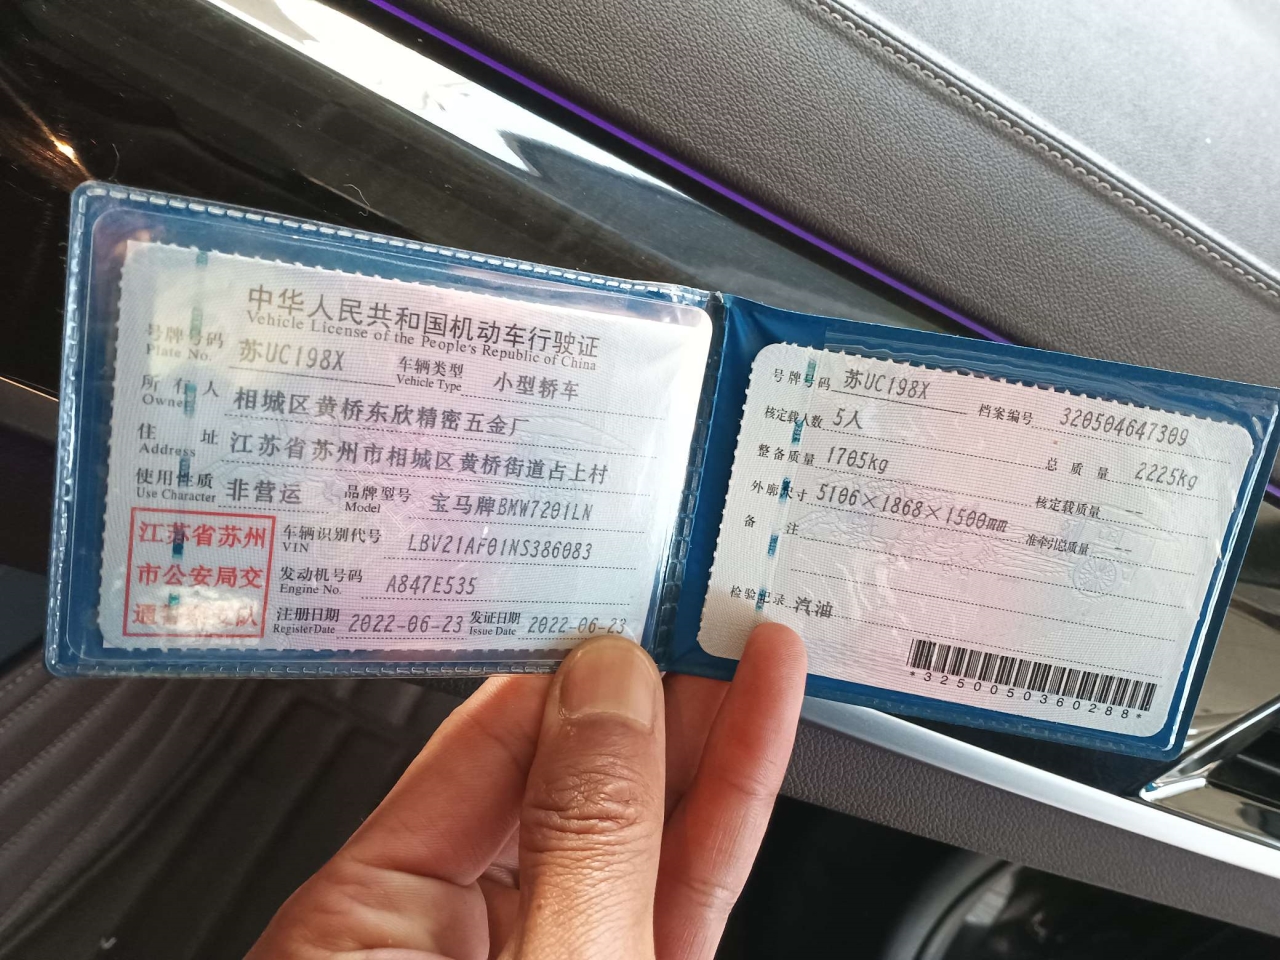 中华人民共和国机动车行驶证
Vehicle License of the People's Republic of China
号牌号码 苏UC198X 车辆类型 小型轿车
Plate No. Vehicle Type
所有人 相城区黄桥东欣精密五金厂
Owner
住址 江苏省苏州市相城区黄桥街道占上村
Address
使用性质 非营运 品牌型号 宝马牌BMW7201LN
Use Character Model
江苏省苏州
市公安局交
车辆识别代号 LBV21AF01NS386083
VIN
发动机号码 A847E535
Engine No.
注册日期 2022-06-23 发证日期 2022-06-23
Register Date Issue Date
号牌号码 苏UC198X 档案编号 320504647309
核定载人数 5人 总质量 2225kg
整备质量 1705kg 核定载质量 --
外廓尺寸 5106×1868×1500mm 准牵引总质量 --
备注
检验记录 汽油
*3250050360288*